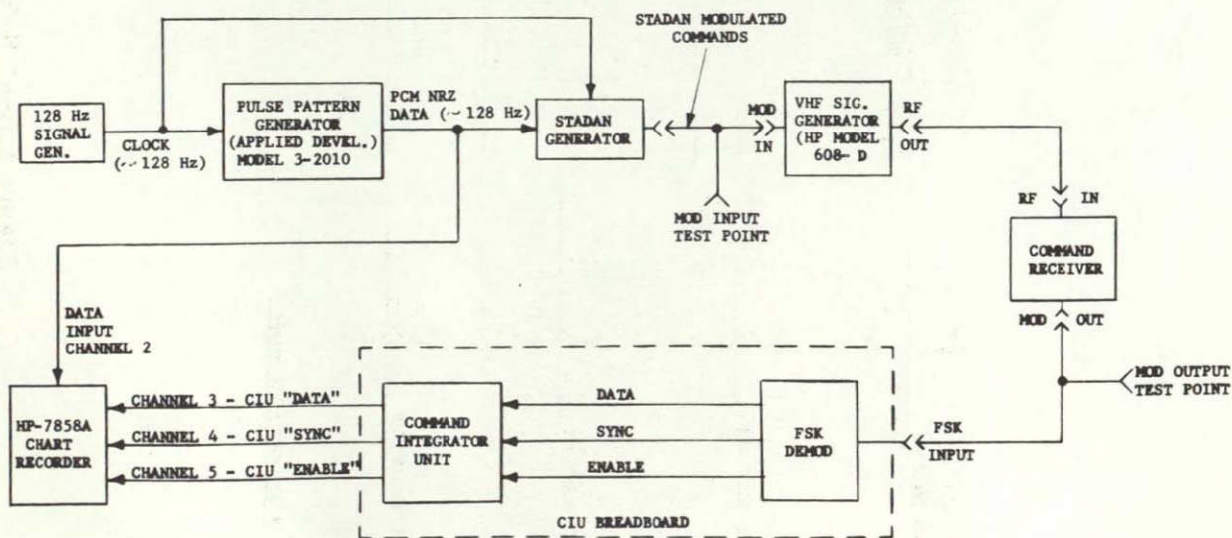 STADAN MODULATED
COMMANDS
128 Hz
SIGNAL
GEN.
CLOCK
(~128 Hz)
PULSE PATTERN
GENERATOR
(APPLIED DEVEL.)
MODEL 3-2010
PCM NRZ
DATA (~128 Hz)
STADAN
GENERATOR
MOD
IN
VHF SIG.
GENERATOR
(HP MODEL
608- D
RF
OUT
MOD INPUT
TEST POINT
RF IN
COMMAND
RECEIVER
MOD OUT
MOD OUTPUT
TEST POINT
DATA
INPUT
CHANNEL 2
HP-7858A
CHART
RECORDER
CHANNEL 3 - CIU "DATA"
CHANNEL 4 - CIU "SYNC"
CHANNEL 5 - CIU "ENABLE"
COMMAND
INTEGRATOR
UNIT
DATA
SYNC
ENABLE
FSK
DEMOD
FSK
INPUT
CIU BREADBOARD